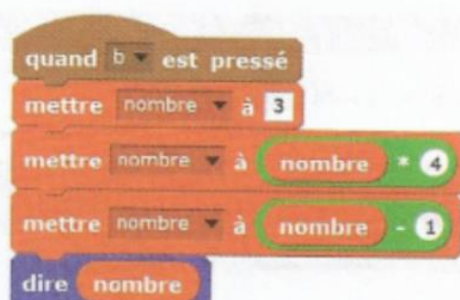 quand b est pressé
mettre nombre à 3
mettre nombre à nombre * 4
mettre nombre à nombre - 1
dire nombre